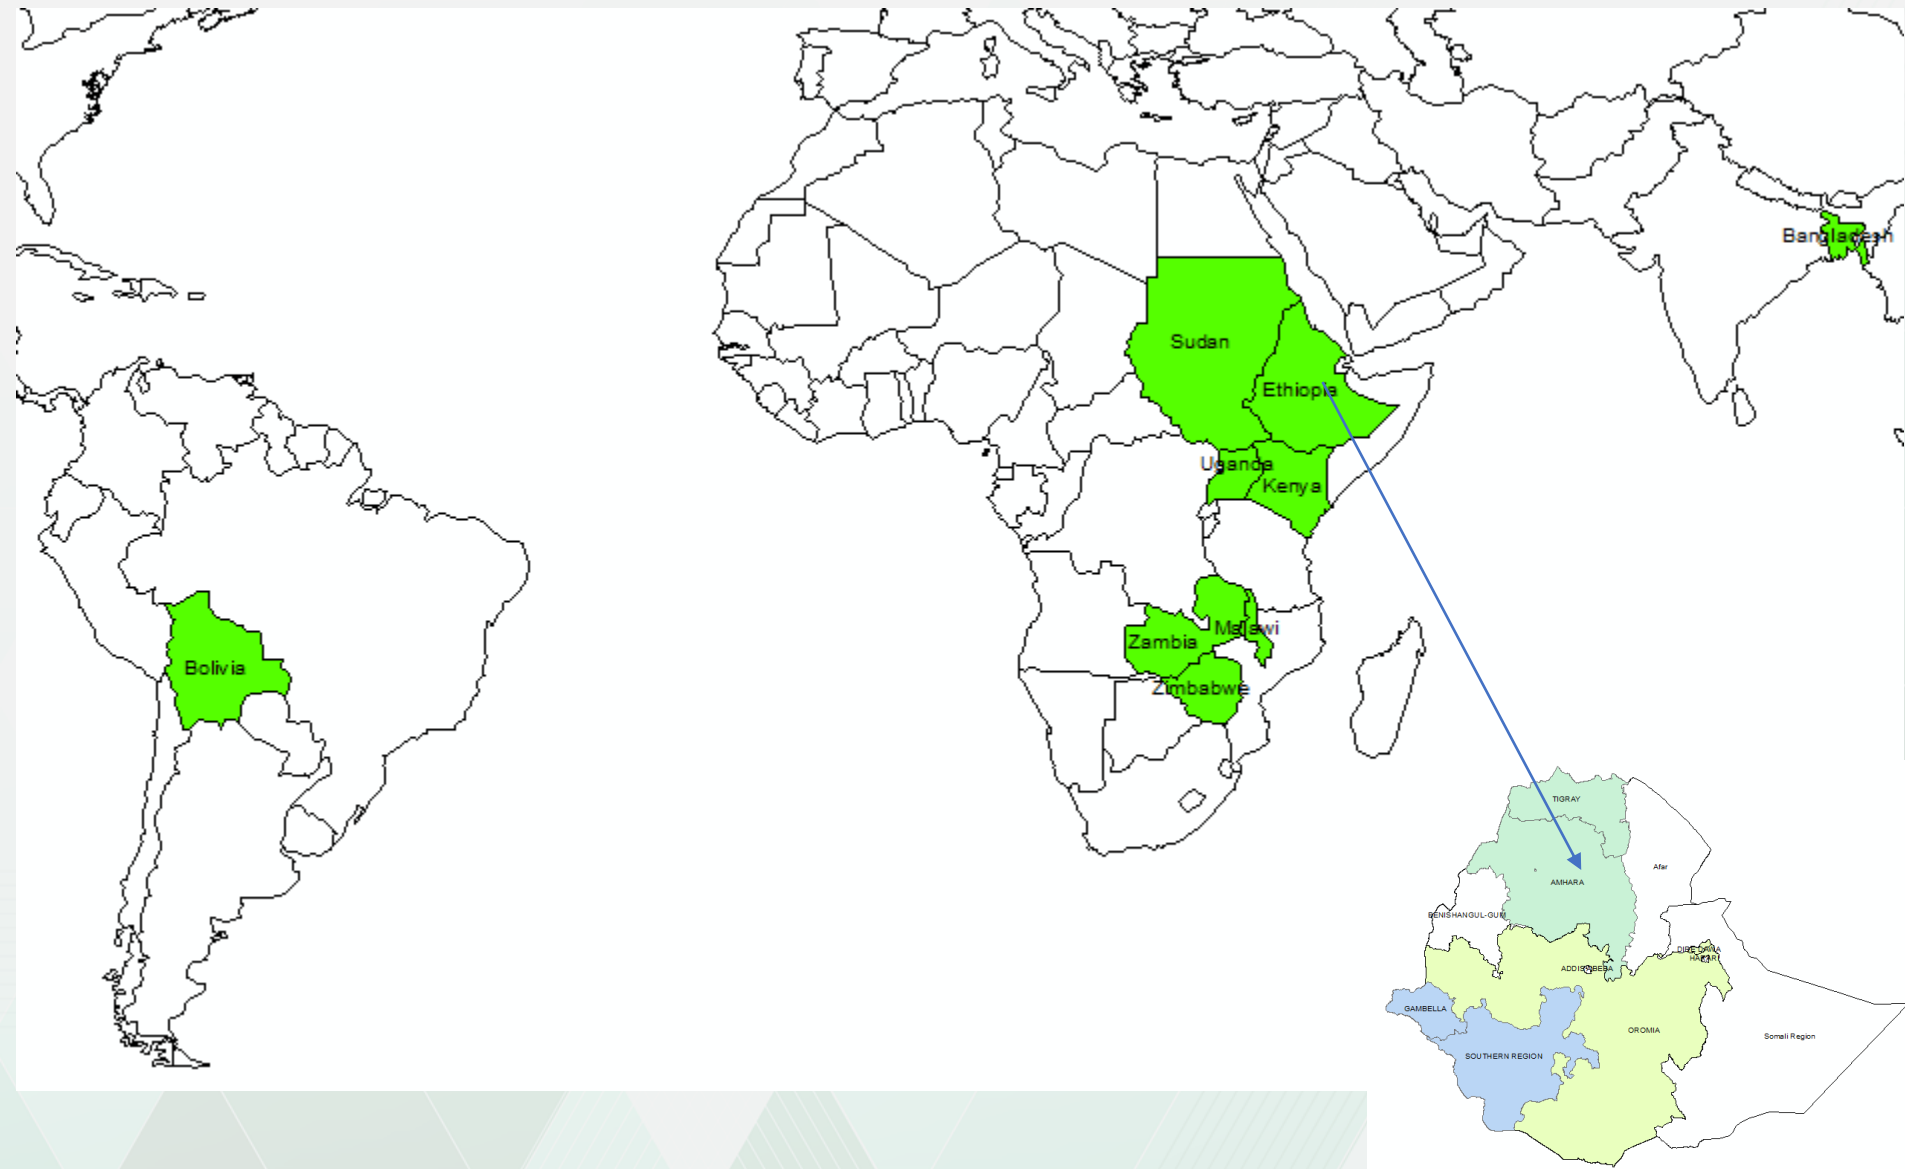 Bangladesh
Sudan
Ethiopia
Uganda
Kenya
Malawi
Zambia
Bolivia
Zimbabwe
TIGRAY
Afar
AMHARA
BENISHANGUL-GUM
DIRE DAWA
HARARI
ADDIS ABEBA
GAMBELLA
OROMIA
Somali Region
SOUTHERN REGION